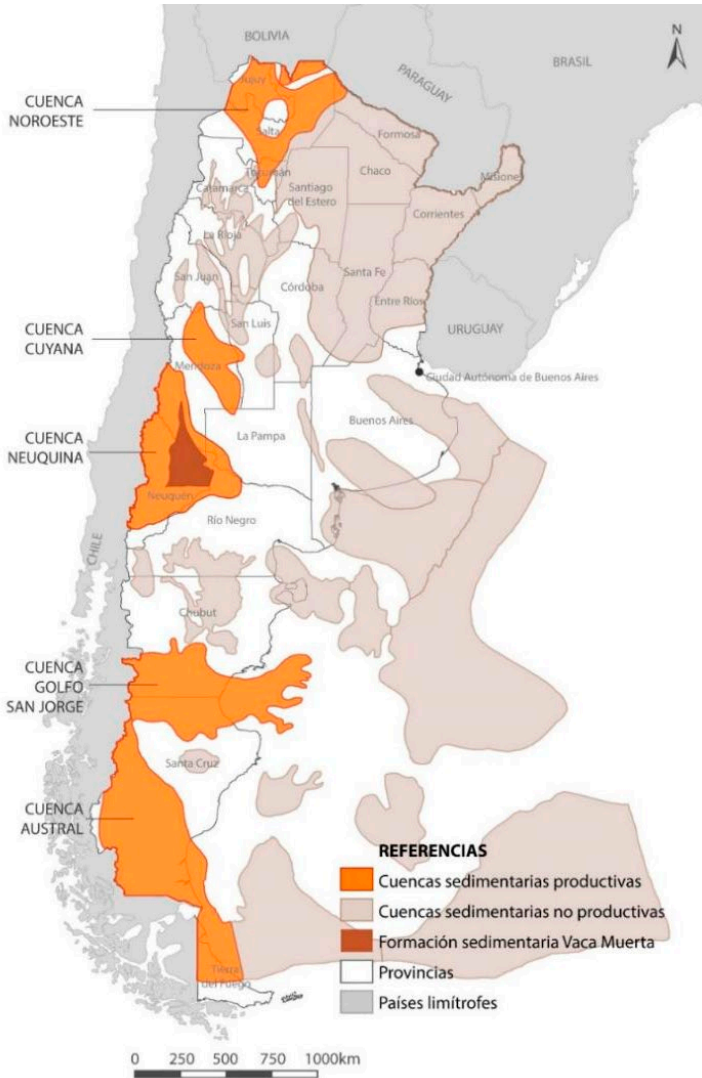 BOLIVIA
N
BRASIL
PARAGUAY
Jujuy
CUENCA
NOROESTE
Salta
Formosa
Tucumán
Chaco
Misiones
Catamarca
Santiago
del Estero
Corrientes
La Rioja
San Juan
Santa Fe
Córdoba
Entre Ríos
CUENCA
CUYANA
San Luis
URUGUAY
Mendoza
Ciudad Autónoma de Buenos Aires
CUENCA
NEUQUINA
Buenos Aires
La Pampa
Neuquén
Río Negro
CHILE
Chubut
CUENCA
GOLFO
SAN JORGE
Santa Cruz
CUENCA
AUSTRAL
REFERENCIAS
Cuencas sedimentarias productivas
Cuencas sedimentarias no productivas
Formación sedimentaria Vaca Muerta
Provincias
Países limítrofes
Tierra
del Fuego
0 250 500 750 1000km